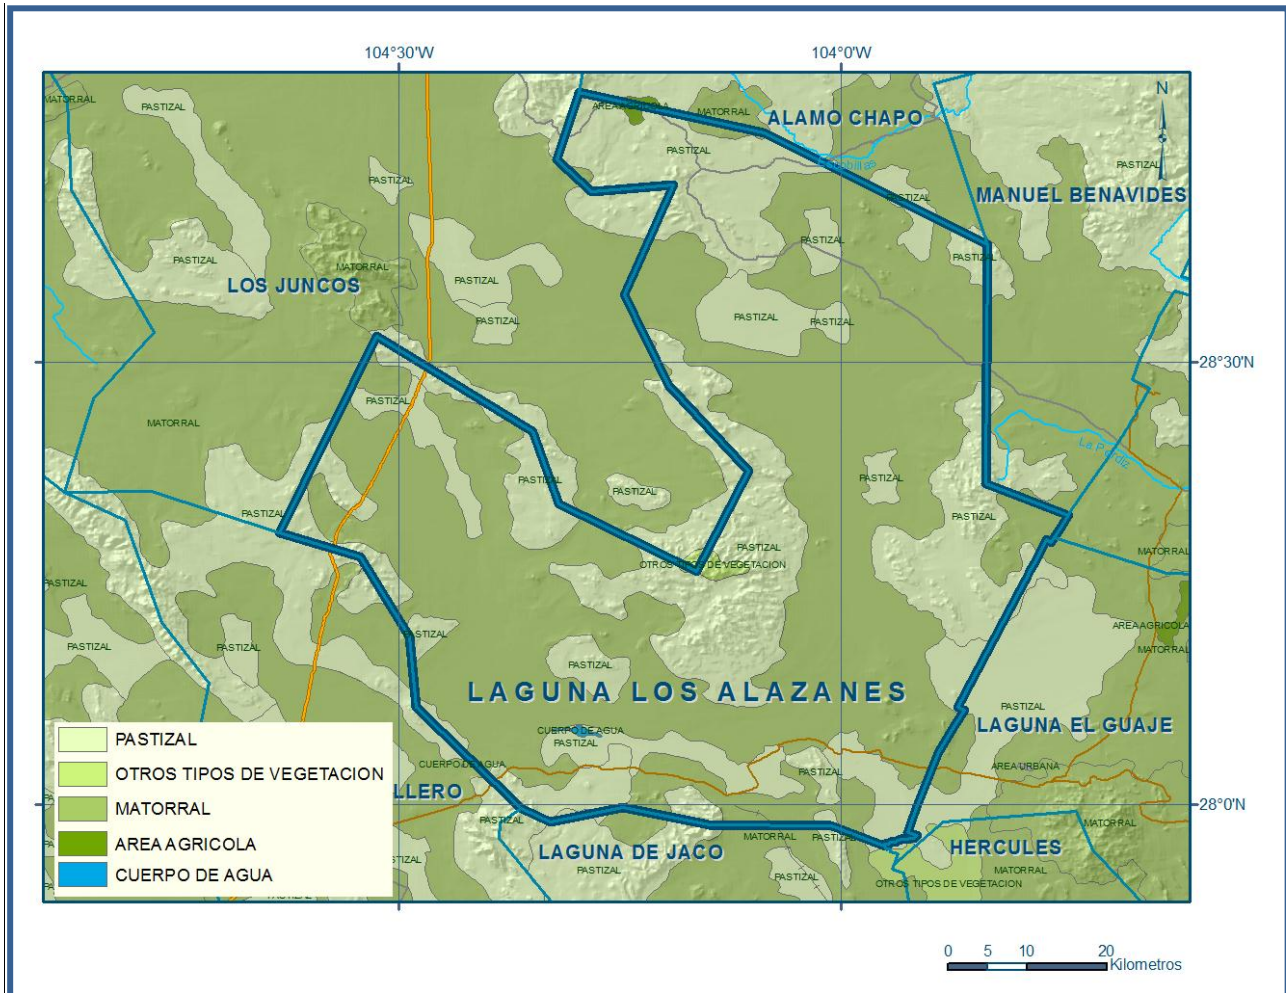 104°30'W
104°0'W
N
MATORRAL
PASTIZAL
AREA AGRICOLA
MATORRAL
ALAMO CHAPO
PASTIZAL
PASTIZAL
PASTIZAL
MANUEL BENAVIDES
PASTIZAL
PASTIZAL
PASTIZAL
PASTIZAL
MATORRAL
LOS JUNCOS
PASTIZAL
PASTIZAL
PASTIZAL
PASTIZAL
PASTIZAL
28°30'N
PASTIZAL
MATORRAL
La Perdiz
PASTIZAL
PASTIZAL
PASTIZAL
PASTIZAL
PASTIZAL
MATORRAL
OTROS TIPOS DE VEGETACION
PASTIZAL
AREA AGRICOLA
PASTIZAL
PASTIZAL
PASTIZAL
MATORRAL
PASTIZAL
LAGUNA LOS ALAZANES
PASTIZAL
LAGUNA EL GUAJE
CUERPO DE AGUA
PASTIZAL
CUERPO DE AGUA
AREA URBANA
PASTIZAL
LLERO
28°0'N
PASTIZAL
MATORRAL
PASTIZAL
MATORRAL
LAGUNA DE JACO
HERCULES
PASTIZAL
PASTIZAL
MATORRAL
PASTIZAL
OTROS TIPOS DE VEGETACION
PASTIZAL
OTROS TIPOS DE VEGETACION
MATORRAL
AREA AGRICOLA
CUERPO DE AGUA
0 5 10 20
Kilometros